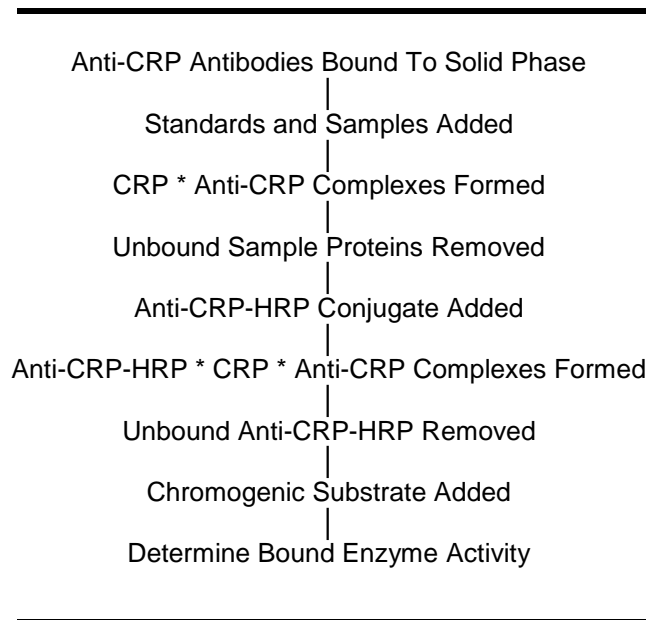 Anti-CRP Antibodies Bound To Solid Phase
Standards and Samples Added
CRP * Anti-CRP Complexes Formed
Unbound Sample Proteins Removed
Anti-CRP-HRP Conjugate Added
Anti-CRP-HRP * CRP * Anti-CRP Complexes Formed
Unbound Anti-CRP-HRP Removed
Chromogenic Substrate Added
Determine Bound Enzyme Activity